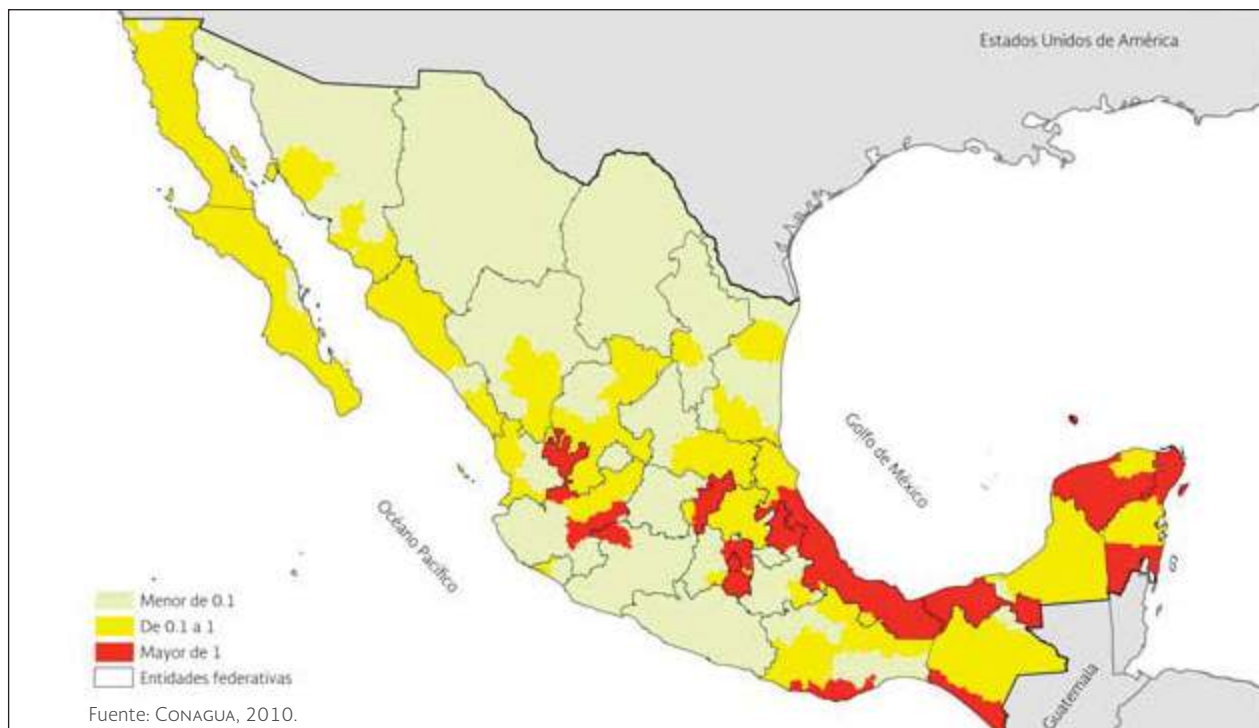 Estados Unidos de América
Golfo de México
Océano Pacífico
Guatemala
Menor de 0.1
De 0.1 a 1
Mayor de 1
Entidades federativas
Fuente: CONAGUA, 2010.